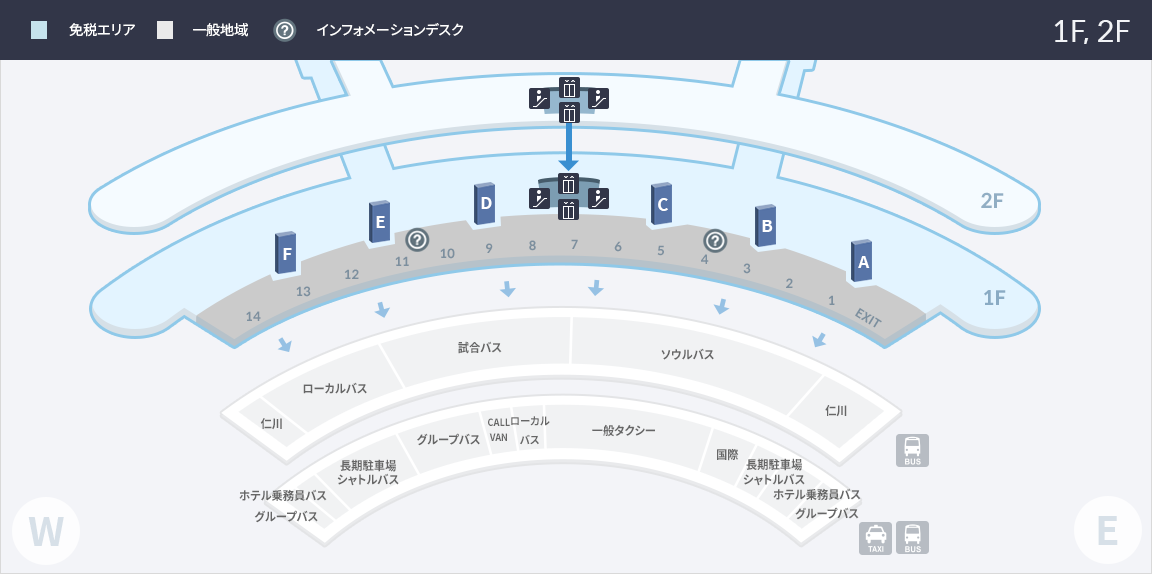 免税エリア
一般地域
?
インフォメーションデスク
1F, 2F
2F
1F
F
E
D
C
B
A
?
?
14
13
12
11
10
9
8
7
6
5
4
3
2
1
EXIT
仁川
ローカルバス
試合バス
ソウルバス
仁川
ホテル乗務員バス
グループバス
長期駐車場
シャトルバス
グループバス
CALL
VAN
ローカル
バス
一般タクシー
国際
長期駐車場
シャトルバス
ホテル乗務員バス
グループバス
BUS
TAXI
BUS
W
E